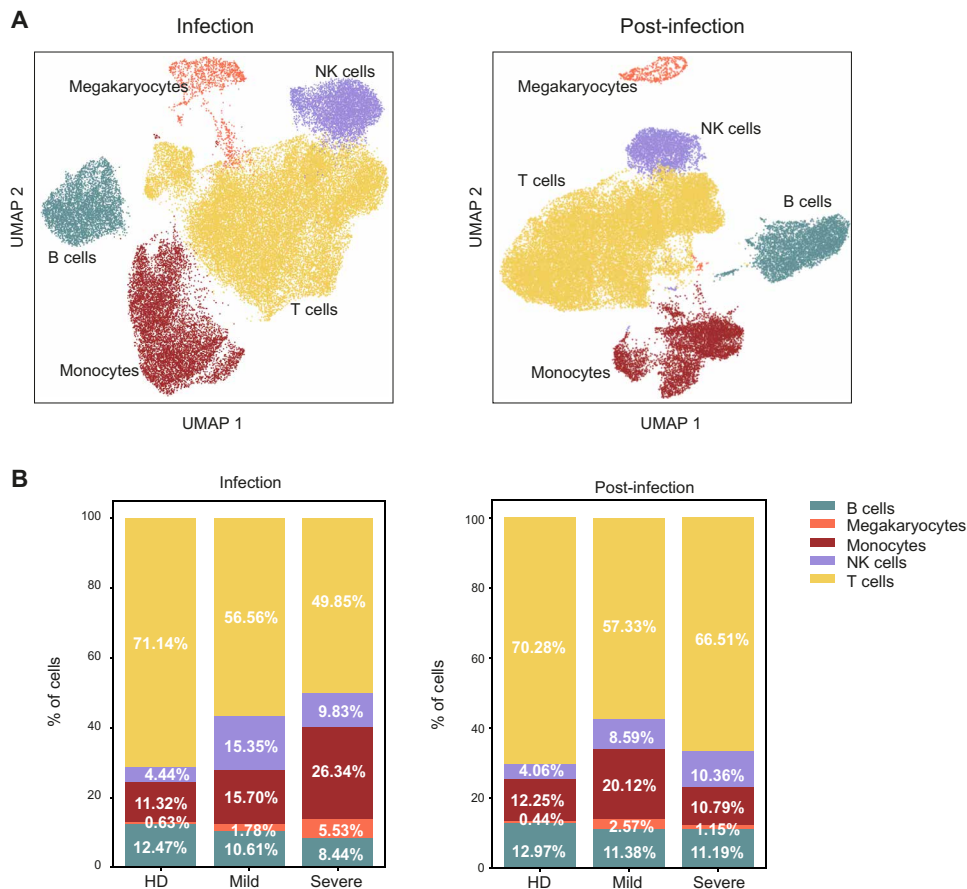 A
Infection
Post-infection
Megakaryocytes
NK cells
B cells
T cells
Monocytes
UMAP 2
UMAP 1
Megakaryocytes
NK cells
T cells
B cells
Monocytes
UMAP 2
UMAP 1
B
Infection
% of cells
100
80
60
40
20
0
71.14%
4.44%
11.32%
0.63%
12.47%
56.56%
15.35%
15.70%
1.78%
10.61%
49.85%
9.83%
26.34%
5.53%
8.44%
HD Mild Severe
Post-infection
% of cells
100
80
60
40
20
0
70.28%
4.06%
12.25%
0.44%
12.97%
57.33%
8.59%
20.12%
2.57%
11.38%
66.51%
10.36%
10.79%
1.15%
11.19%
HD Mild Severe
B cells
Megakaryocytes
Monocytes
NK cells
T cells